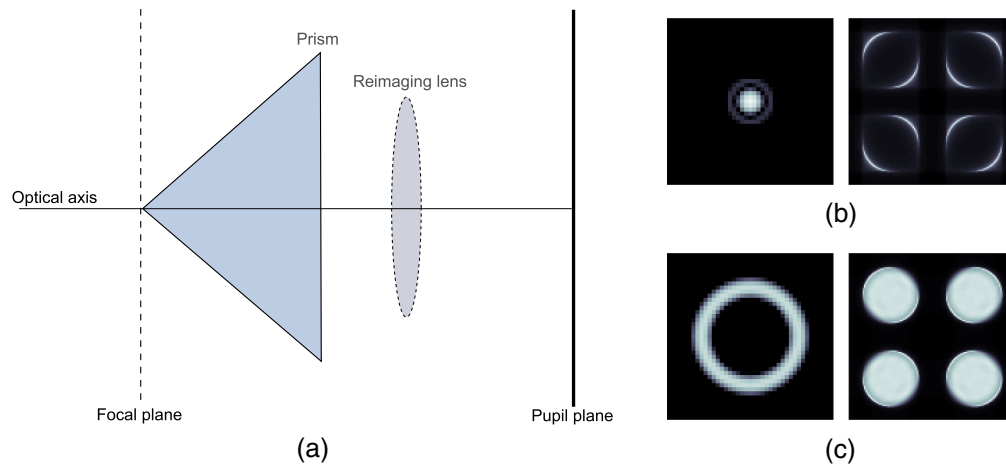 Prism
Reimaging lens
Optical axis
Focal plane
Pupil plane
(a)
(b)
(c)